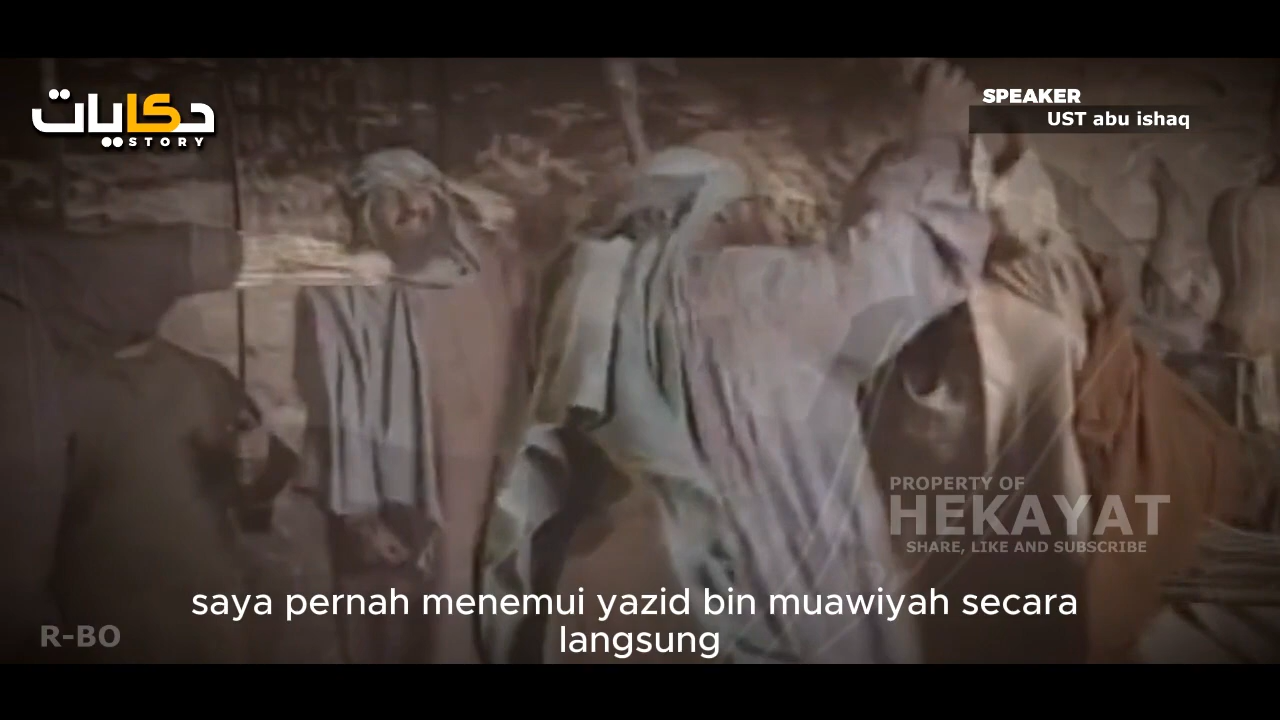 حكايات
STORY
SPEAKER
UST abu ishaq
PROPERTY OF
HEKAYAT
SHARE, LIKE AND SUBSCRIBE
saya pernah menemui yazid bin muawiyah secara
langsung
R-BO